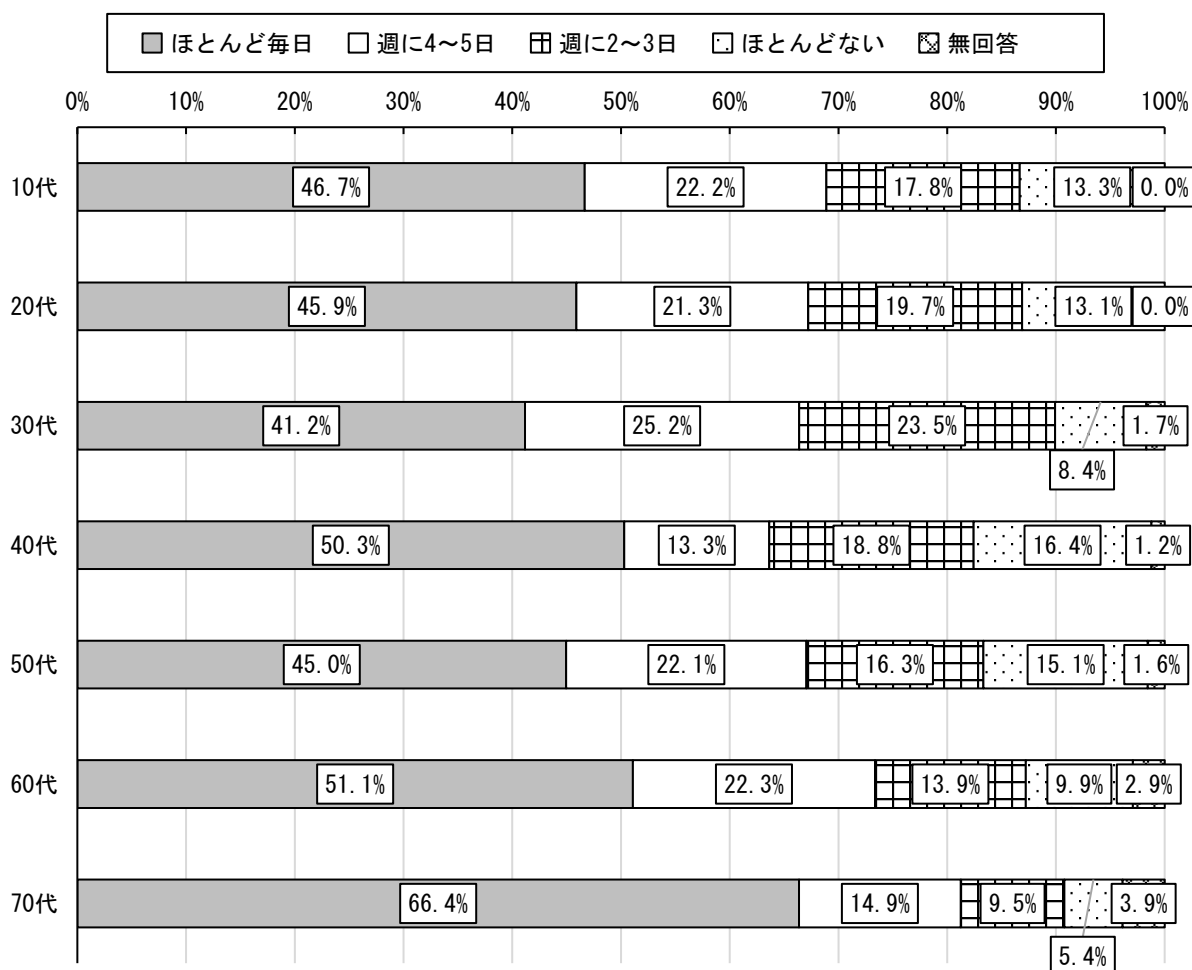 ほとんど毎日 週に4～5日 週に2～3日 ほとんどない 無回答
0% 10% 20% 30% 40% 50% 60% 70% 80% 90% 100%
10代 46.7% 22.2% 17.8% 13.3% 0.0%
20代 45.9% 21.3% 19.7% 13.1% 0.0%
30代 41.2% 25.2% 23.5% 1.7%
8.4%
40代 50.3% 13.3% 18.8% 16.4% 1.2%
50代 45.0% 22.1% 16.3% 15.1% 1.6%
60代 51.1% 22.3% 13.9% 9.9% 2.9%
70代 66.4% 14.9% 9.5% 3.9%
5.4%